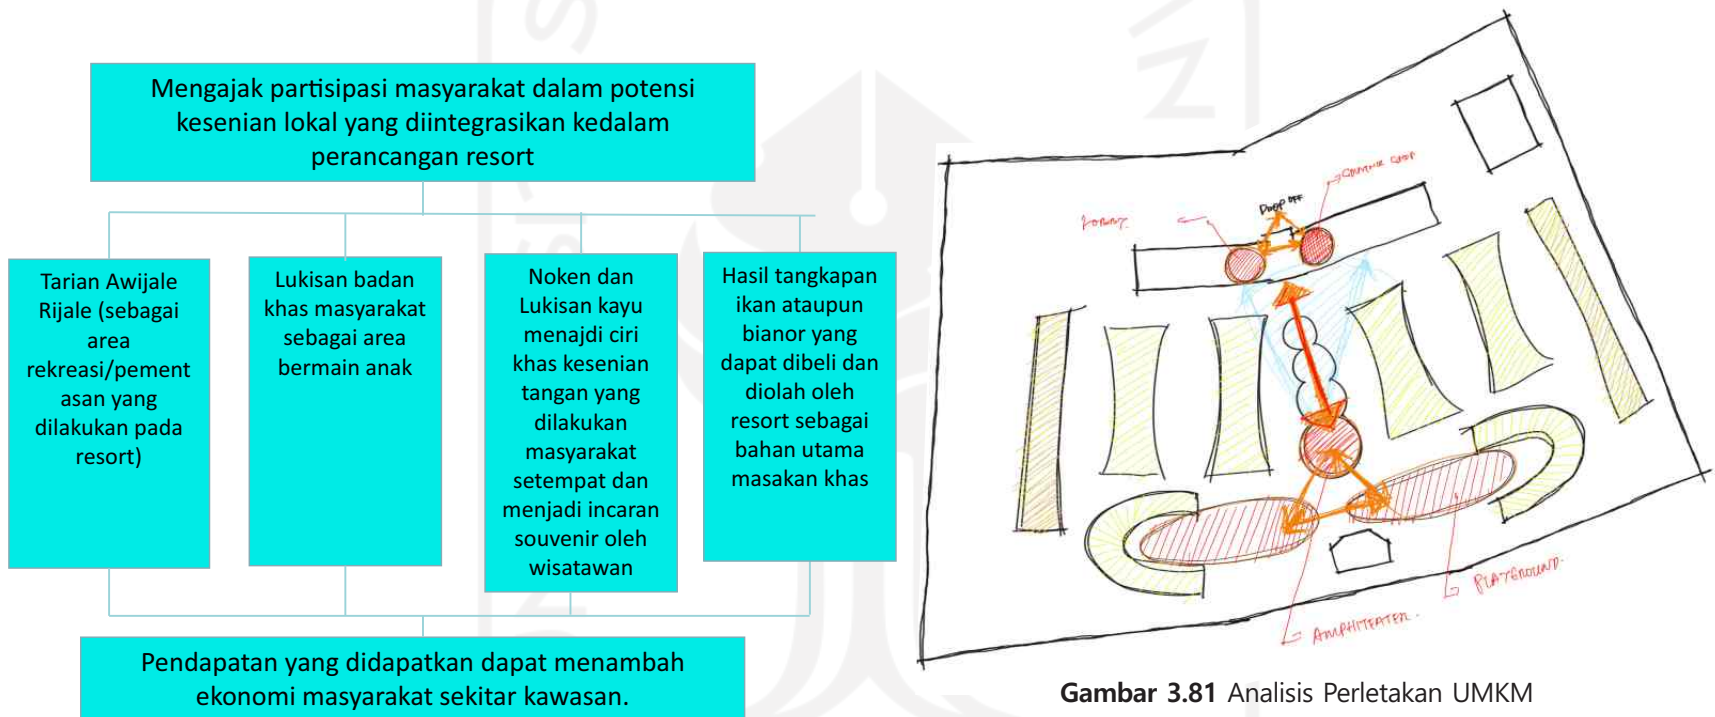 Mengajak partisipasi masyarakat dalam potensi
kesenian lokal yang diintegrasikan kedalam
perancangan resort
Tarian Awijale
Rijale (sebagai
area
rekreasi/pement
asan yang
dilakukan pada
resort)
Lukisan badan
khas masyarakat
sebagai area
bermain anak
Noken dan
Lukisan kayu
menajdi ciri
khas kesenian
tangan yang
dilakukan
masyarakat
setempat dan
menjadi incaran
souvenir oleh
wisatawan
Hasil tangkapan
ikan ataupun
bianor yang
dapat dibeli dan
diolah oleh
resort sebagai
bahan utama
masakan khas
Pendapatan yang didapatkan dapat menambah
ekonomi masyarakat sekitar kawasan.
DROP OFF
SHOP
PLAYGROUND.
AMPHITEATER.
Gambar 3.81 Analisis Perletakan UMKM